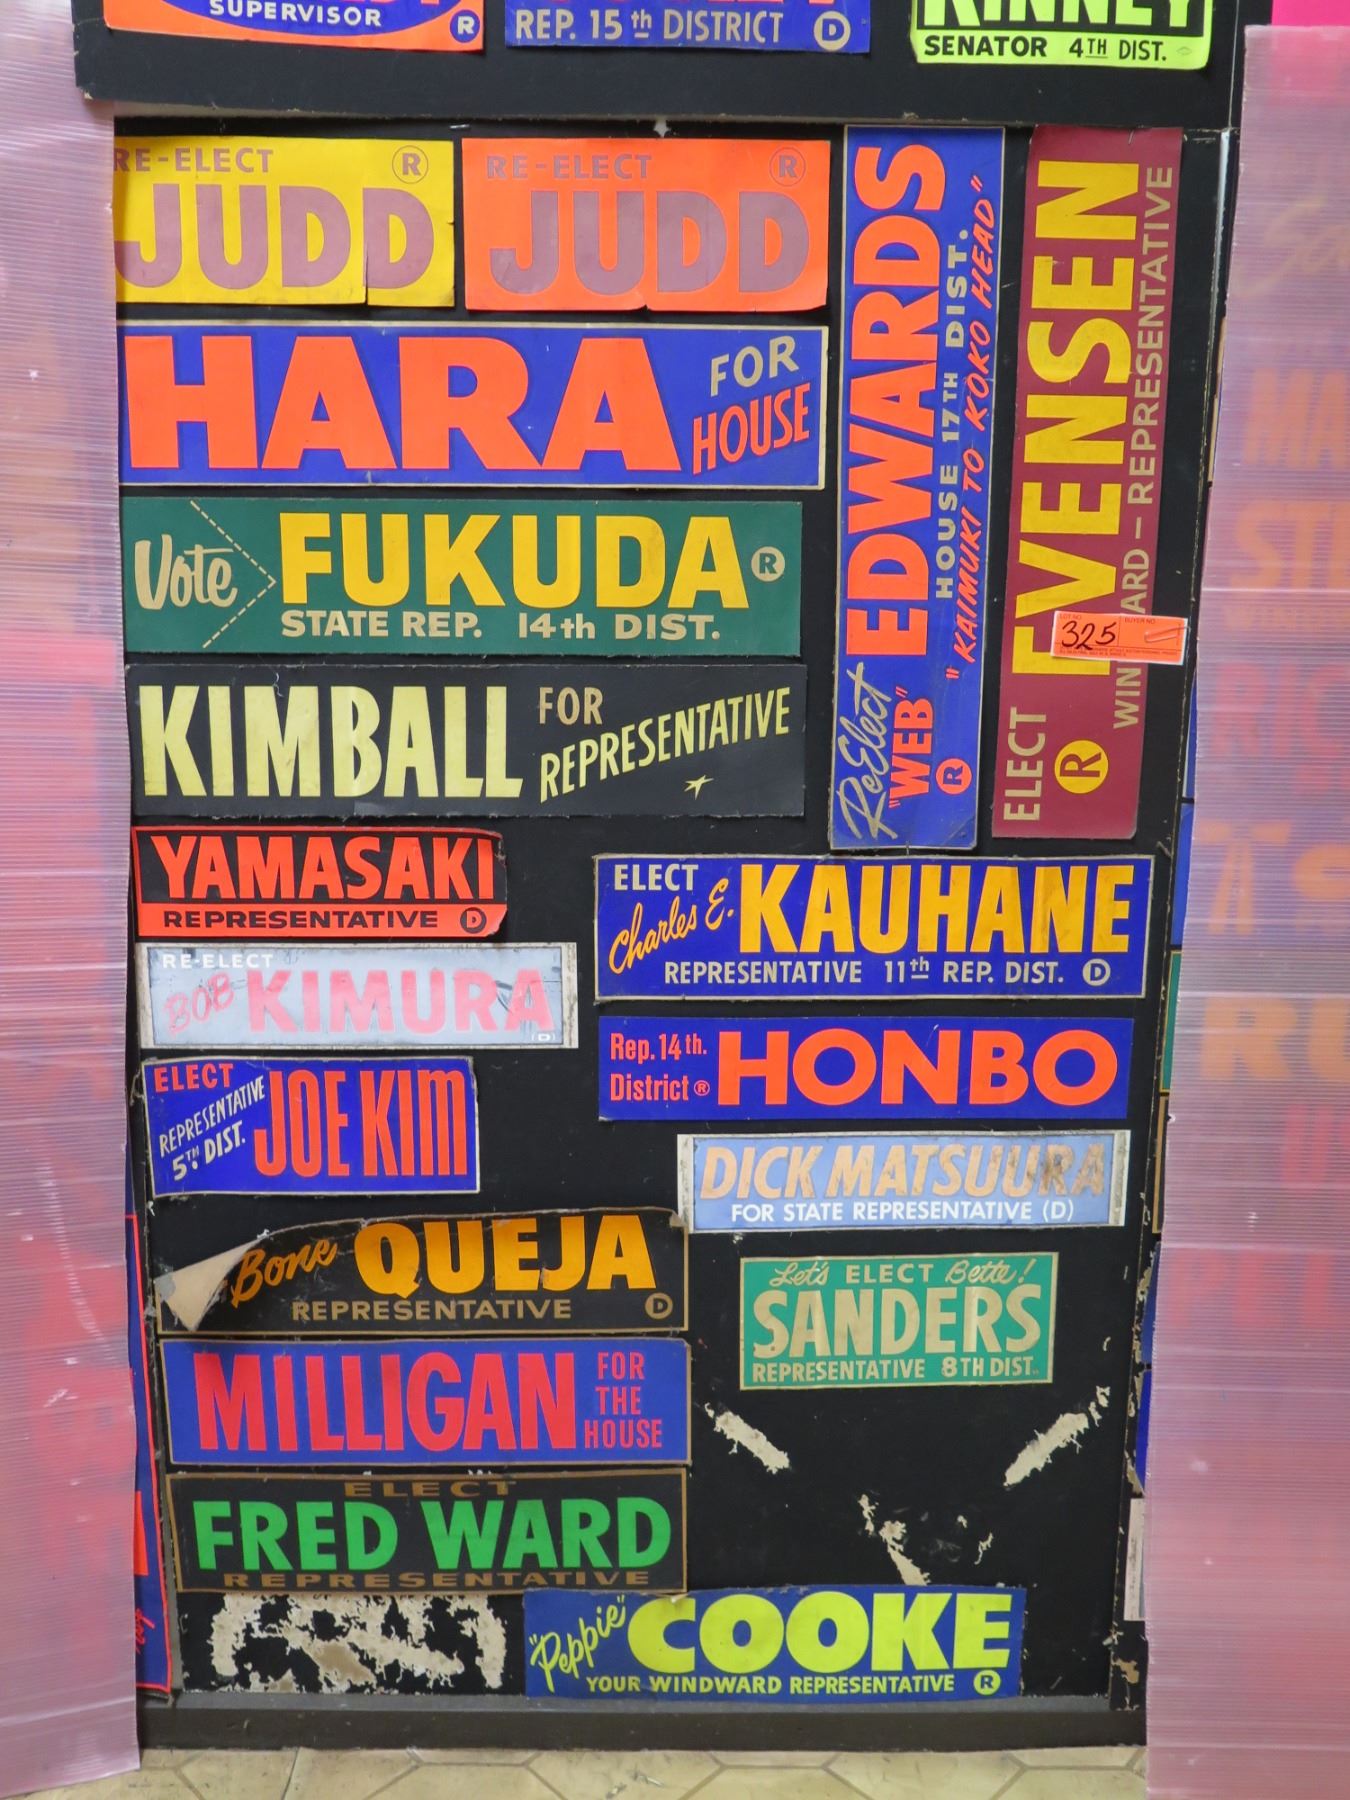 SUPERVISOR
R
REP. 15th DISTRICT D
KINNEY
SENATOR 4TH DIST.
RE-ELECT R
JUDD
RE-ELECT R
JUDD
HARA FOR
HOUSE
Vote FUKUDA R
STATE REP. 14th DIST.
KIMBALL FOR
REPRESENTATIVE
Re Elect "WEB" EDWARDS
R HOUSE 17TH DIST.
"KAIMUKI TO KOKO HEAD"
ELECT EVENSEN
R WINDWARD-REPRESENTATIVE
LOT NO. BUYER NO.
325
YAMASAKI
REPRESENTATIVE D
RE-ELECT
BOB KIMURA
(D)
ELECT
REPRESENTATIVE
5TH DIST.
JOE KIM
ELECT
Charles E. KAUHANE
REPRESENTATIVE 11th REP. DIST. D
Rep. 14th.
District R
HONBO
DICK MATSUURA
FOR STATE REPRESENTATIVE (D)
Bone QUEJA
REPRESENTATIVE D
Let's ELECT Bette!
SANDERS
REPRESENTATIVE 8TH DIST.
MILLIGAN FOR
THE
HOUSE
ELECT
FRED WARD
REPRESENTATIVE
"Peppie" COOKE
YOUR WINDWARD REPRESENTATIVE R